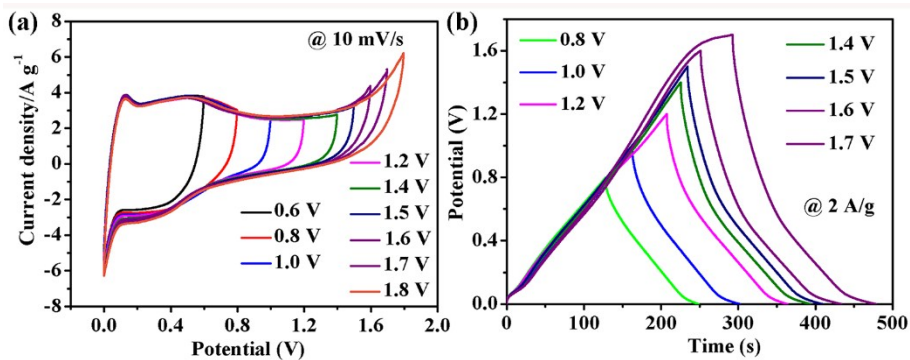 (a)
@ 10 mV/s
Current density/A g⁻¹
6
4
2
0
-2
-4
-6
-8
0.6 V
0.8 V
1.0 V
1.2 V
1.4 V
1.5 V
1.6 V
1.7 V
1.8 V
0.0 0.4 0.8 1.2 1.6 2.0
Potential (V)
(b)
Potential (V)
1.6
1.2
0.8
0.4
0.0
0.8 V
1.0 V
1.2 V
1.4 V
1.5 V
1.6 V
1.7 V
@ 2 A/g
0 100 200 300 400 500
Time (s)